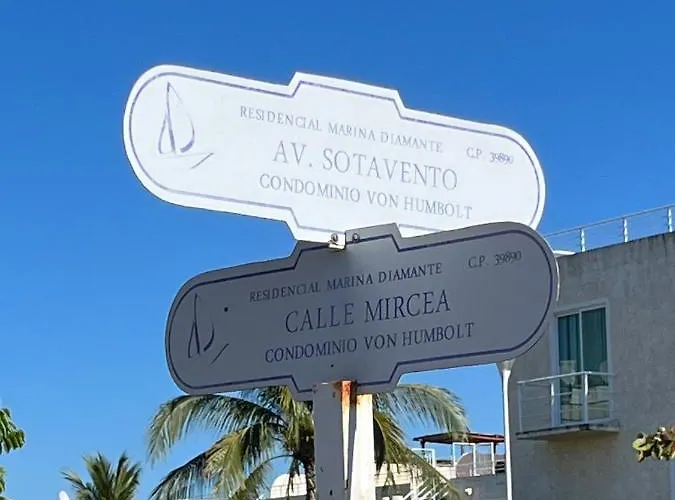 RESIDENCIAL MARINA DIAMANTE
C.P. 39890
AV. SOTAVENTO
CONDOMINIO VON HUMBOLT
RESIDENCIAL MARINA DIAMANTE
C.P. 39890
CALLE MIRCEA
CONDOMINIO VON HUMBOLT